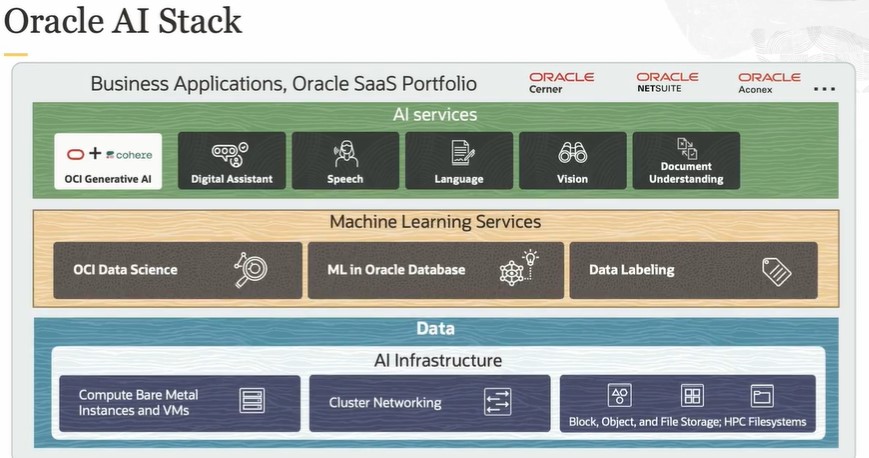 Oracle AI Stack
Business Applications, Oracle SaaS Portfolio
ORACLE
Cerner
ORACLE
NETSUITE
ORACLE
Aconex
...
AI services
+ cohere
OCI Generative AI
Digital Assistant
Speech
Language
Vision
Document
Understanding
Machine Learning Services
OCI Data Science
ML in Oracle Database
Data Labeling
Data
AI Infrastructure
Compute Bare Metal
Instances and VMs
Cluster Networking
Block, Object, and File Storage; HPC Filesystems